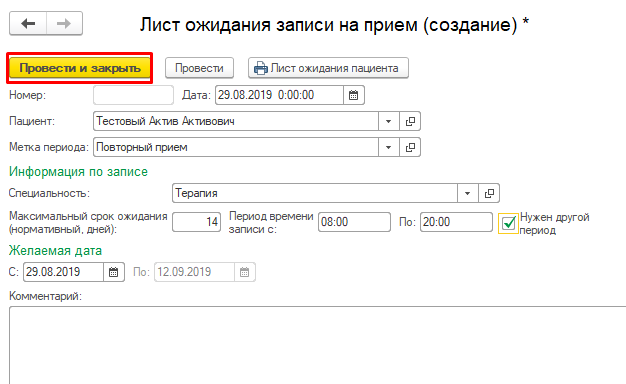 Лист ожидания записи на прием (создание) *
Провести и закрыть Провести Лист ожидания пациента
Номер: Дата: 29.08.2019 0:00:00
Пациент: Тестовый Актив Активович
Метка периода: Повторный прием
Информация по записе
Специальность: Терапия
Максимальный срок ожидания (нормативный, дней): 14 Период времени записи с: 08:00 По: 20:00 Нужен другой период
Желаемая дата
С: 29.08.2019 По: 12.09.2019
Комментарий: